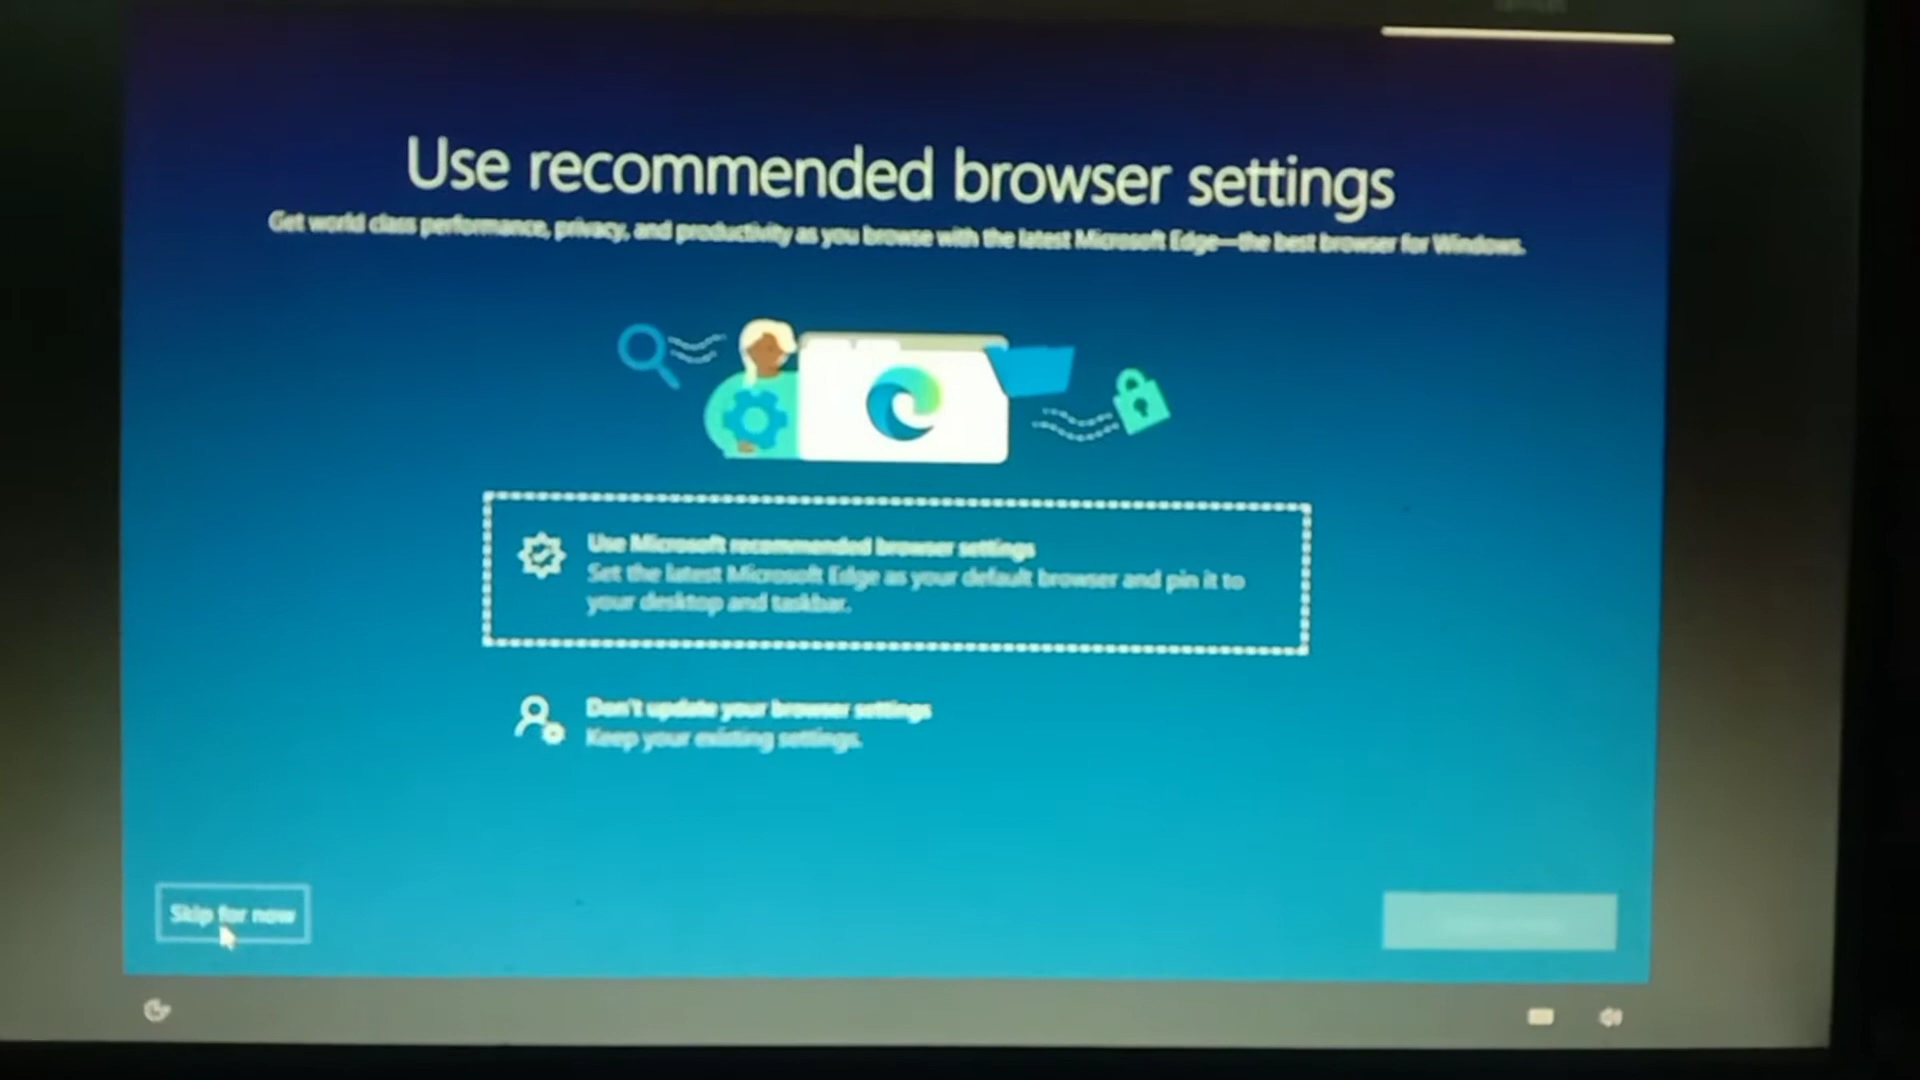 Use recommended browser settings
Get world class performance, privacy, and productivity as you browse with the latest Microsoft Edge—the best browser for Windows.
Use Microsoft recommended browser settings
Set the latest Microsoft Edge as your default browser and pin it to
your desktop and taskbar.
Don't update your browser settings
Keep your existing settings.
Skip for now